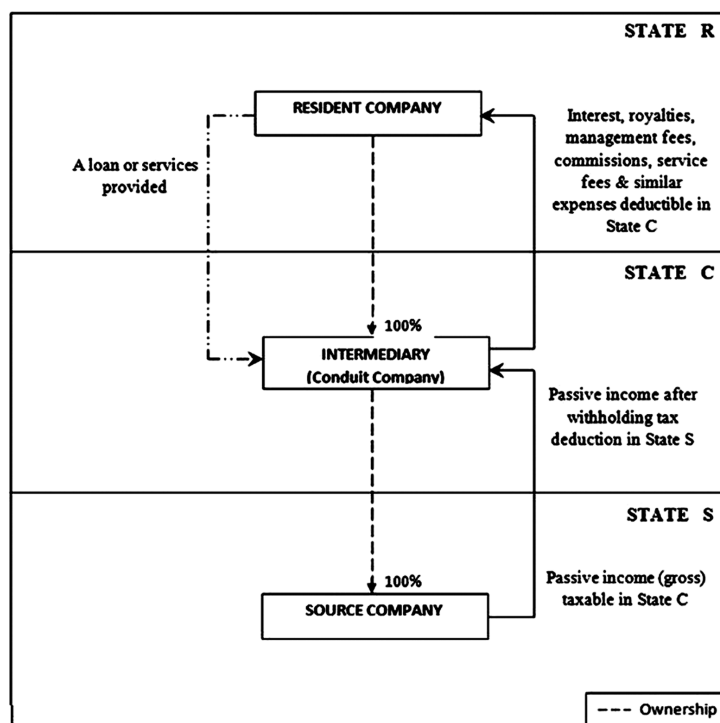 STATE R
RESIDENT COMPANY
A loan or services
provided
Interest, royalties,
management fees,
commissions, service
fees & similar
expenses deductible in
State C
STATE C
100%
INTERMEDIARY
(Conduit Company)
Passive income after
withholding tax
deduction in State S
STATE S
100%
SOURCE COMPANY
Passive income (gross)
taxable in State C
Ownership